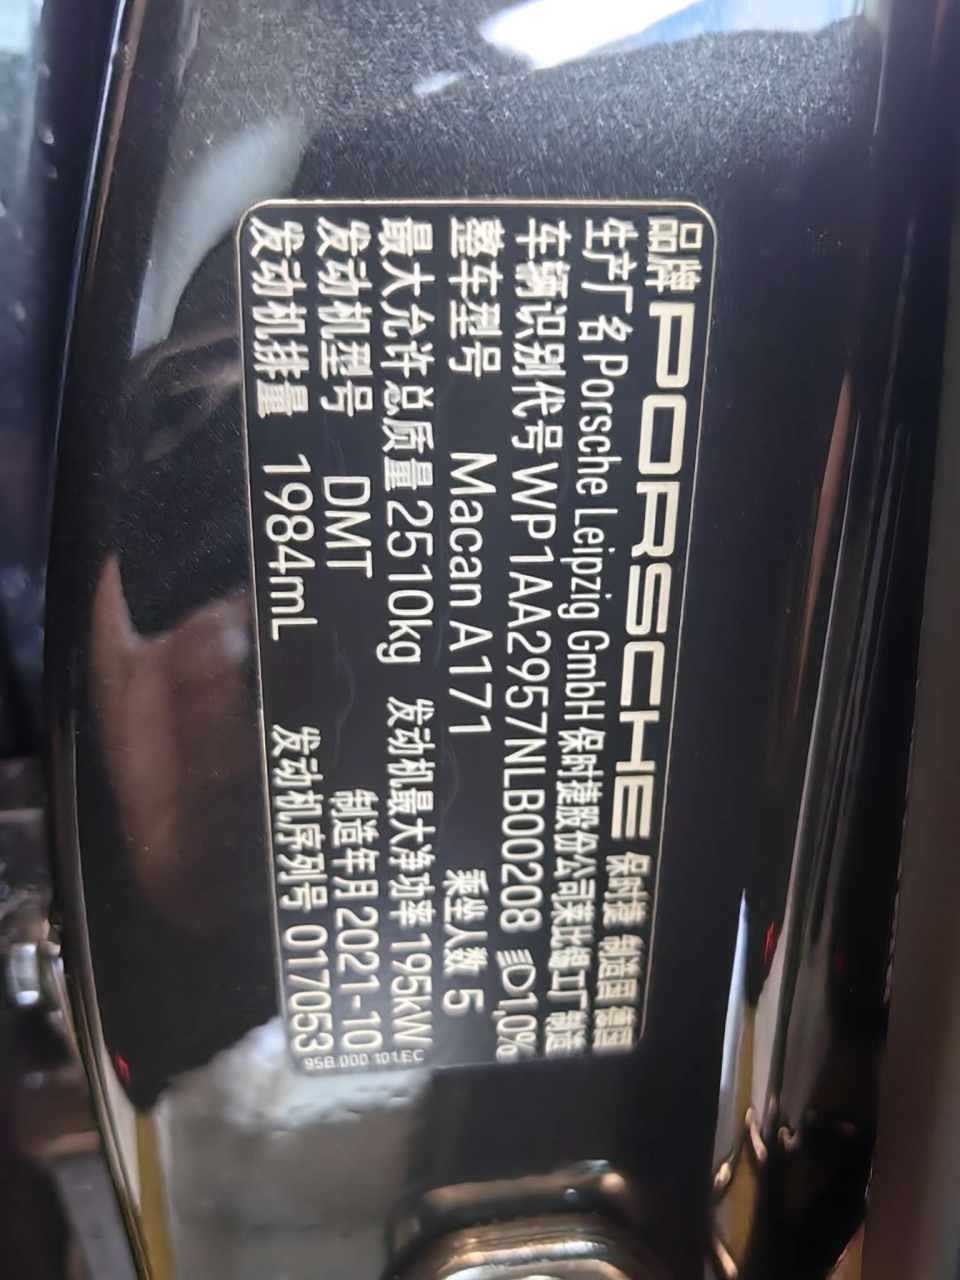 品牌 PORSCHE 保时捷 制造国 德国
生产厂名 Porsche Leipzig GmbH 保时捷股份公司莱比锡工厂制造
车辆识别代号 WP1AA2957NLB00208 1,0%
整车型号 Macan A171 乘坐人数 5
最大允许总质量 2510kg 发动机最大净功率 195kW
发动机型号 DMT 制造年月 2021-10
发动机排量 1984mL 发动机序列号 017053
95B.000.101.EC